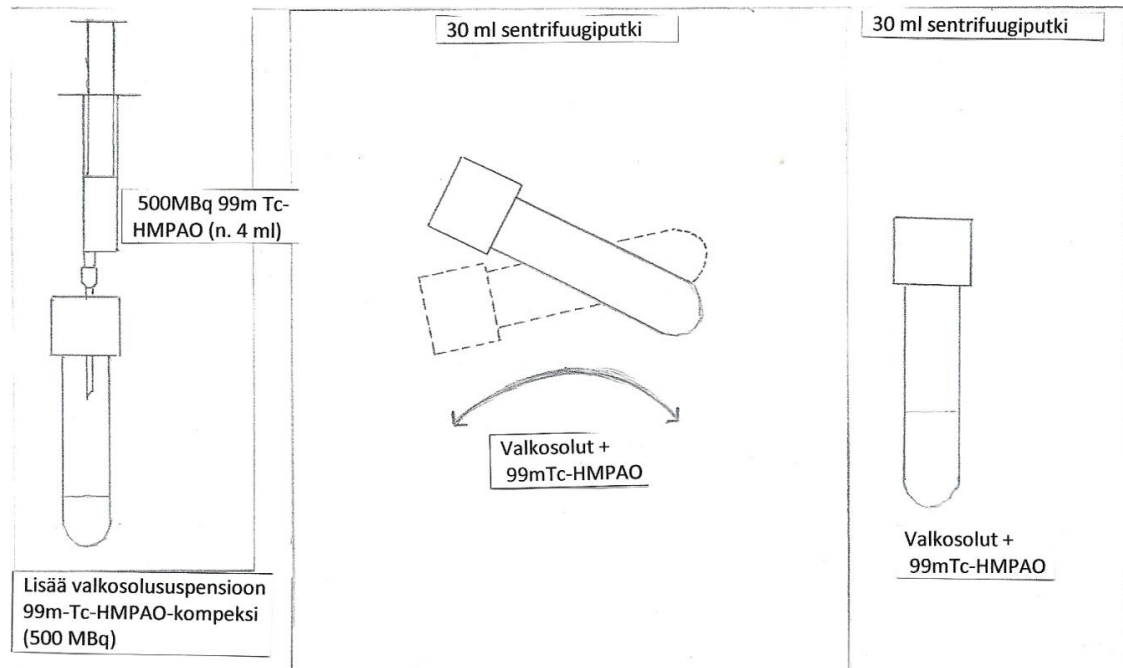 500MBq 99m Tc-
HMPAO (n. 4 ml)
Lisää valkosolususpensioon
99m-Tc-HMPAO-kompeksi
(500 MBq)
30 ml sentrifuugiputki
Valkosolut +
99mTc-HMPAO
30 ml sentrifuugiputki
Valkosolut +
99mTc-HMPAO